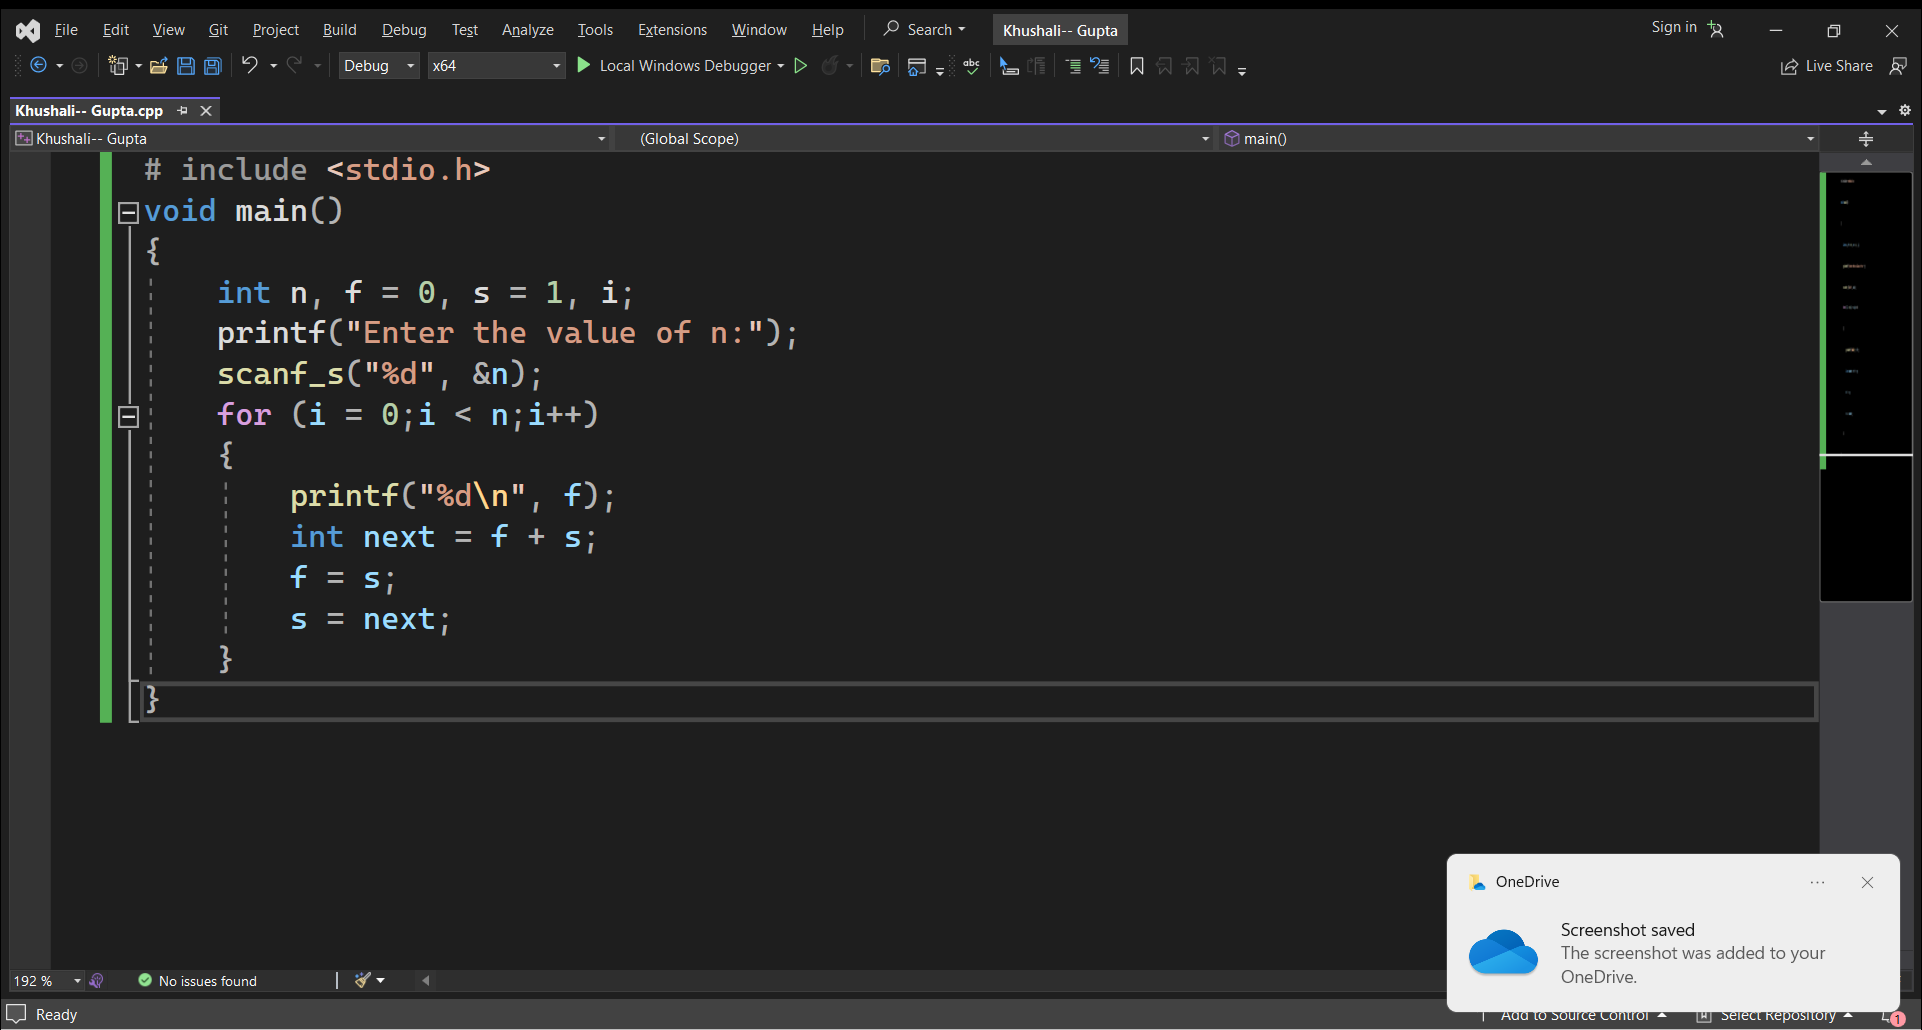 File Edit View Git Project Build Debug Test Analyze Tools Extensions Window Help Search Khushali-- Gupta Sign in
Debug x64 Local Windows Debugger abc Live Share
Khushali-- Gupta.cpp
Khushali-- Gupta (Global Scope) main()
# include <stdio.h>
void main()
{
int n, f = 0, s = 1, i;
printf("Enter the value of n:");
scanf_s("%d", &n);
for (i = 0;i < n;i++)
{
printf("%d\n", f);
int next = f + s;
f = s;
s = next;
}
}
OneDrive
Screenshot saved
The screenshot was added to your
OneDrive.
192 % No issues found
Ready Add to Source Control Select Repository 1